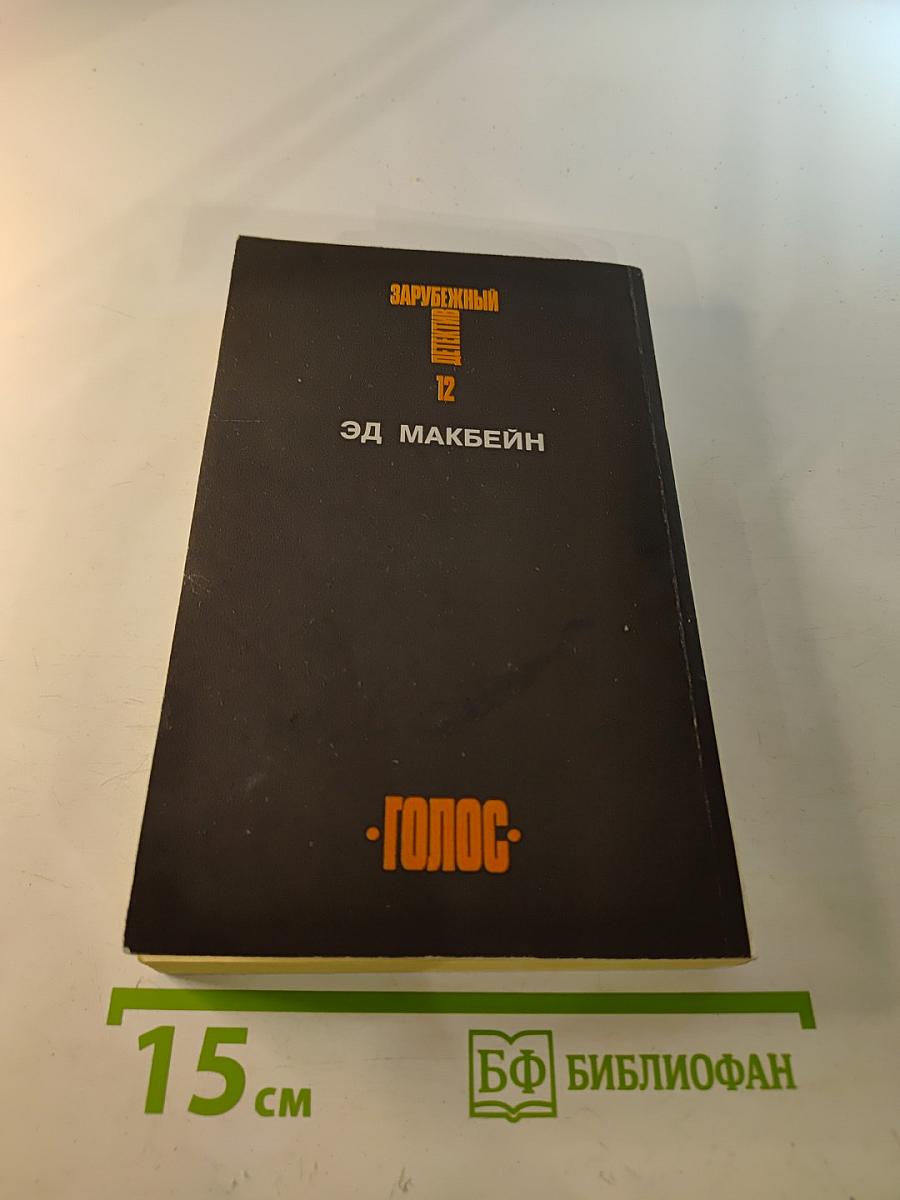 ЗАРУБЕЖНЫЙ
ДЕТЕКТИВ
12
ЭД МАКБЕЙН
•ГОЛОС•
15 см
БФ БИБЛИОФАН